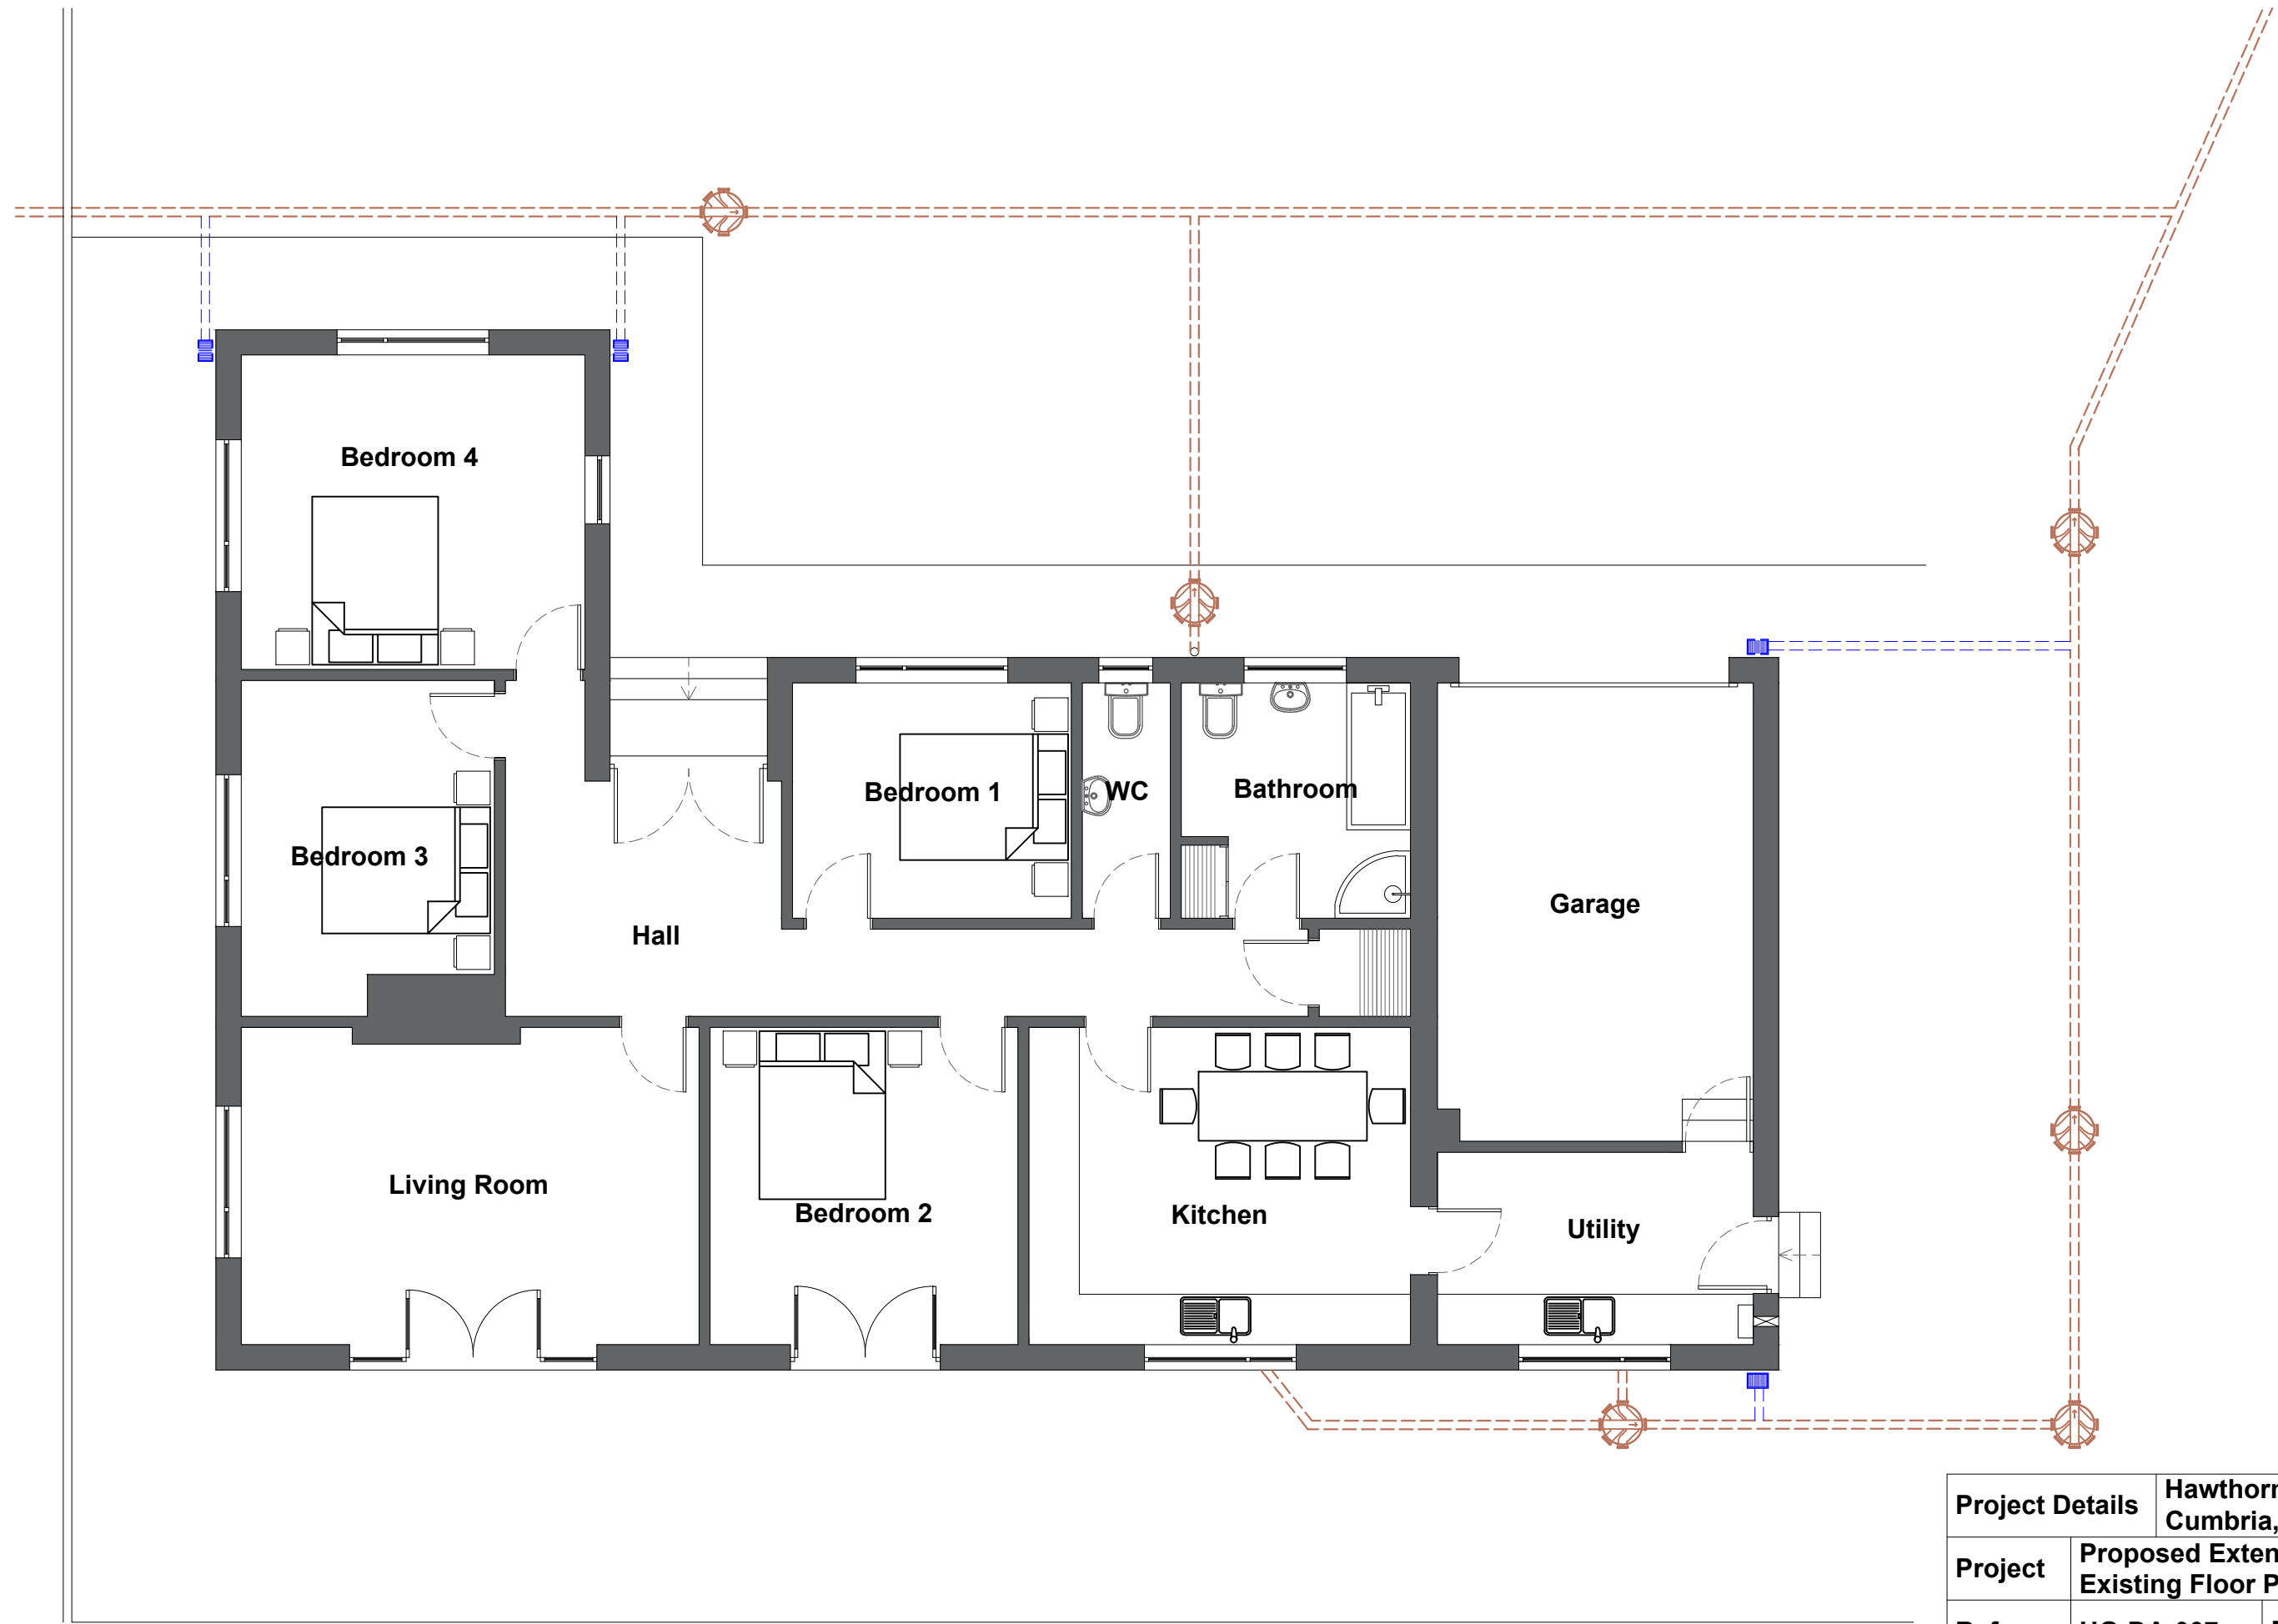 Bedroom 4
Bedroom 1
WC
Bathroom
Bedroom 3
Garage
Hall
Living Room
Bedroom 2
Kitchen
Utility
Project Details
Cumbria,
Project
Proposed
Existing Floor